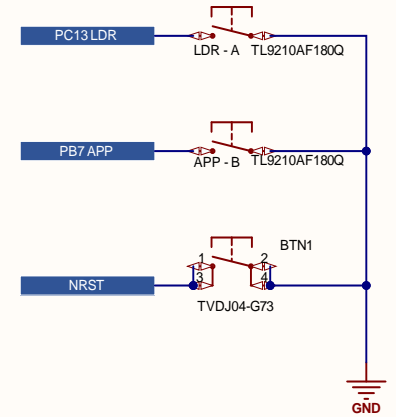 PC13 LDR
LDR - A TL9210AF180Q
PB7 APP
APP - B TL9210AF180Q
BTN1
1 2
NRST
3 4
TVDJ04-G73
GND